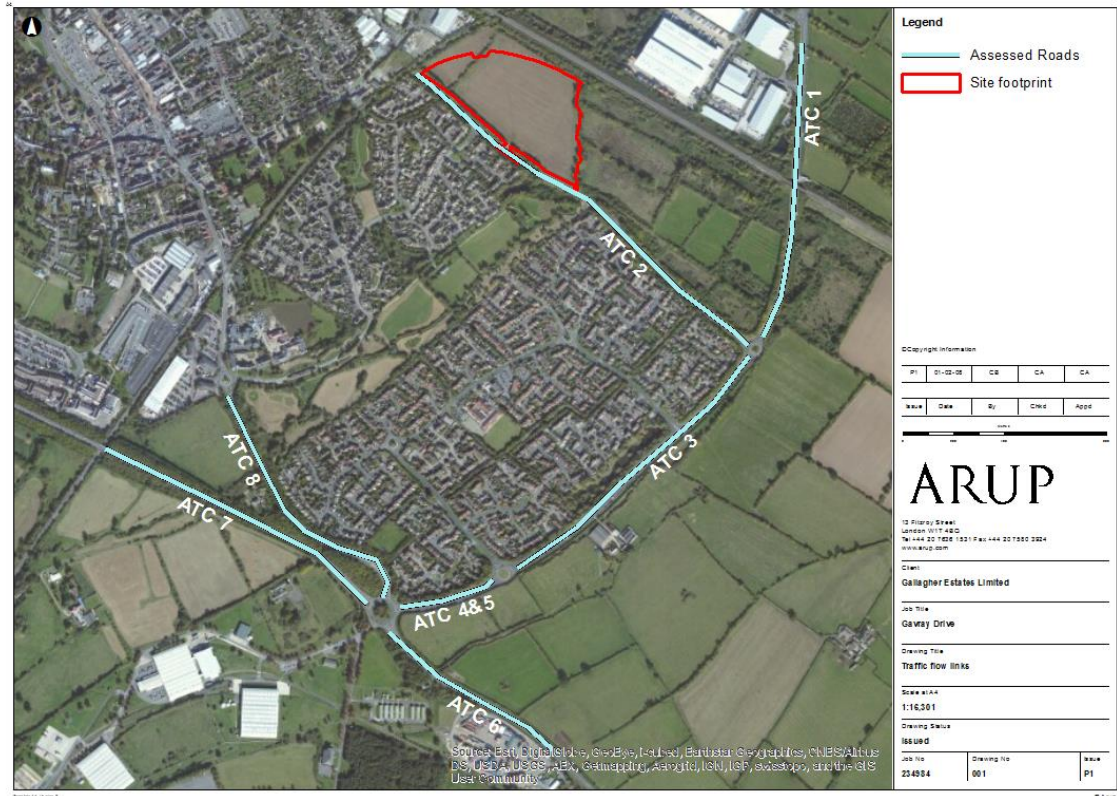 ATC 1
ATC 2
ATC 3
ATC 8
ATC 7
ATC 4&5
ATC 6
Source: Esri, DigitalGlobe, GeoEye, i-cubed, Earthstar Geographics, CNES/Airbus
DS, USDA, USGS, AEX, Getmapping, Aerogrid, IGN, IGP, swisstopo, and the GIS
User Community
Legend
Assessed Roads
Site footprint
©Copyright Information
P1 CB CA CA
Issue Date By Chkd Appd
ARUP
13 Fitzroy Street
London W1T 4BQ
www.arup.com
Client
Gallagher Estates Limited
Job Title
Gavray Drive
Drawing Title
Traffic flow links
Scale at A4
1:16,301
Drawing Status
Issued
Job No Drawing No Issue
234984 001 P1